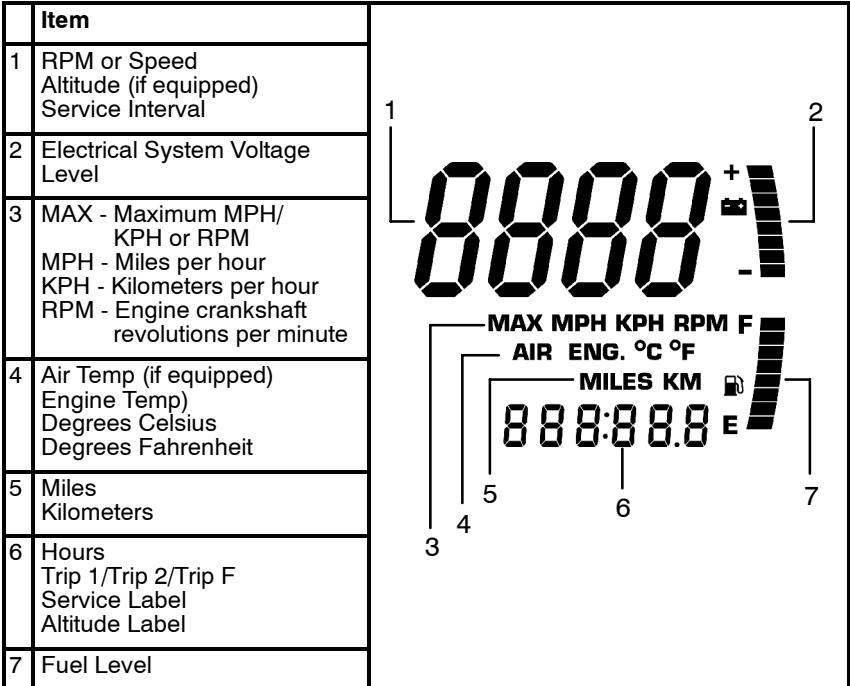 Item
1 RPM or Speed
Altitude (if equipped)
Service Interval
2 Electrical System Voltage
Level
3 MAX - Maximum MPH/
KPH or RPM
MPH - Miles per hour
KPH - Kilometers per hour
RPM - Engine crankshaft
revolutions per minute
4 Air Temp (if equipped)
Engine Temp)
Degrees Celsius
Degrees Fahrenheit
5 Miles
Kilometers
6 Hours
Trip 1/Trip 2/Trip F
Service Label
Altitude Label
7 Fuel Level
1
2
8888 +
-
MAX MPH KPH RPM F
AIR ENG. °C °F
MILES KM
888:88.8 E
5
6
7
4
3